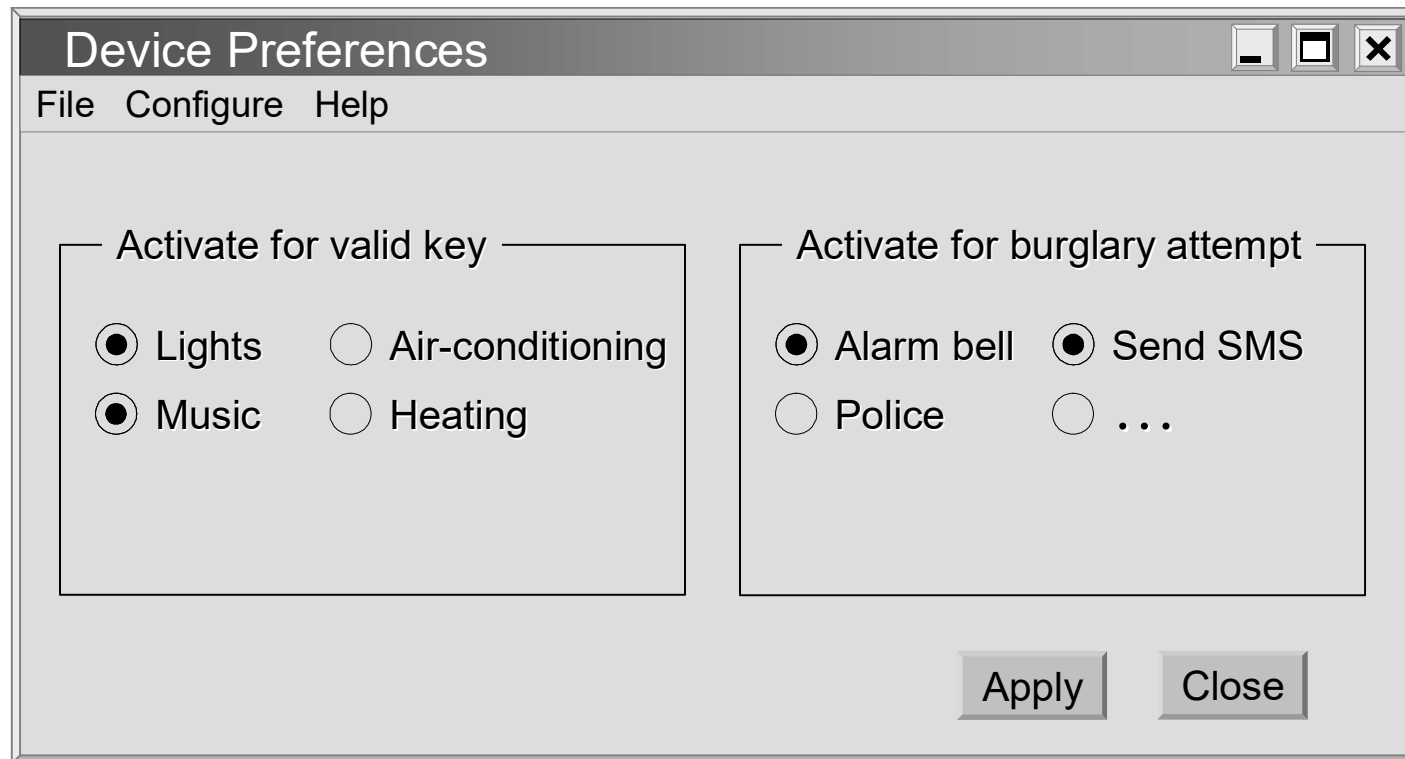 Device Preferences
File Configure Help
Activate for valid key
Lights Air-conditioning
Music Heating
Activate for burglary attempt
Alarm bell Send SMS
Police ...
Apply Close